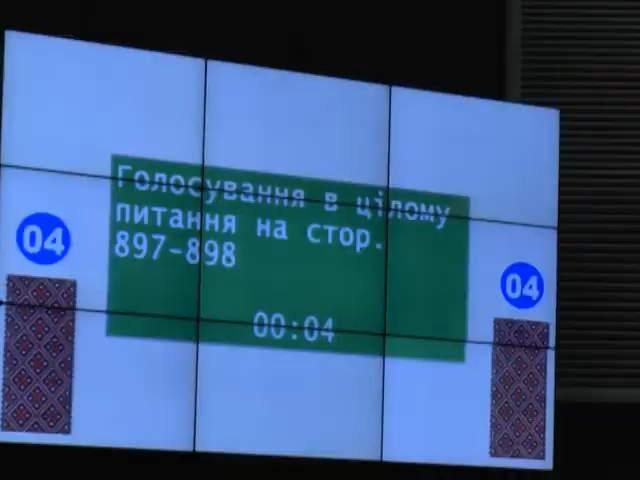 Голосування в цілому
питання на стор.
897-898
04
04
00:04